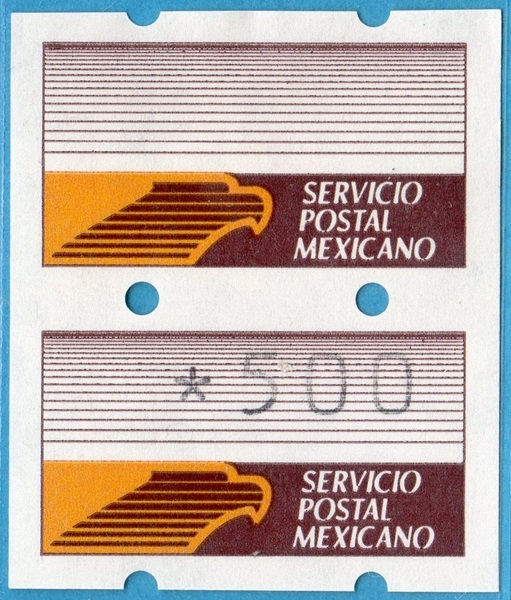 SERVICIO
POSTAL
MEXICANO
*500
SERVICIO
POSTAL
MEXICANO